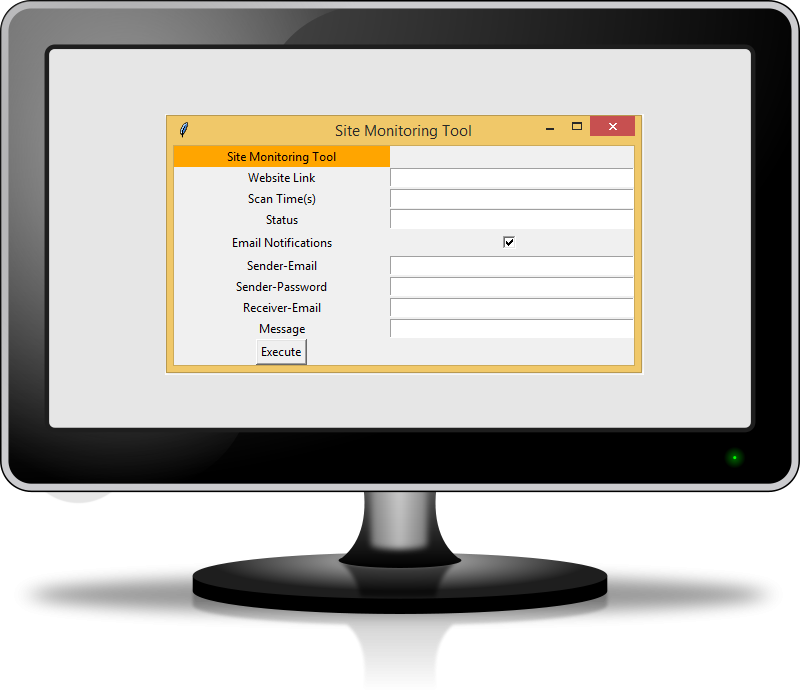 Site Monitoring Tool
Site Monitoring Tool
Website Link
Scan Time(s)
Status
Email Notifications
Sender-Email
Sender-Password
Receiver-Email
Message
Execute